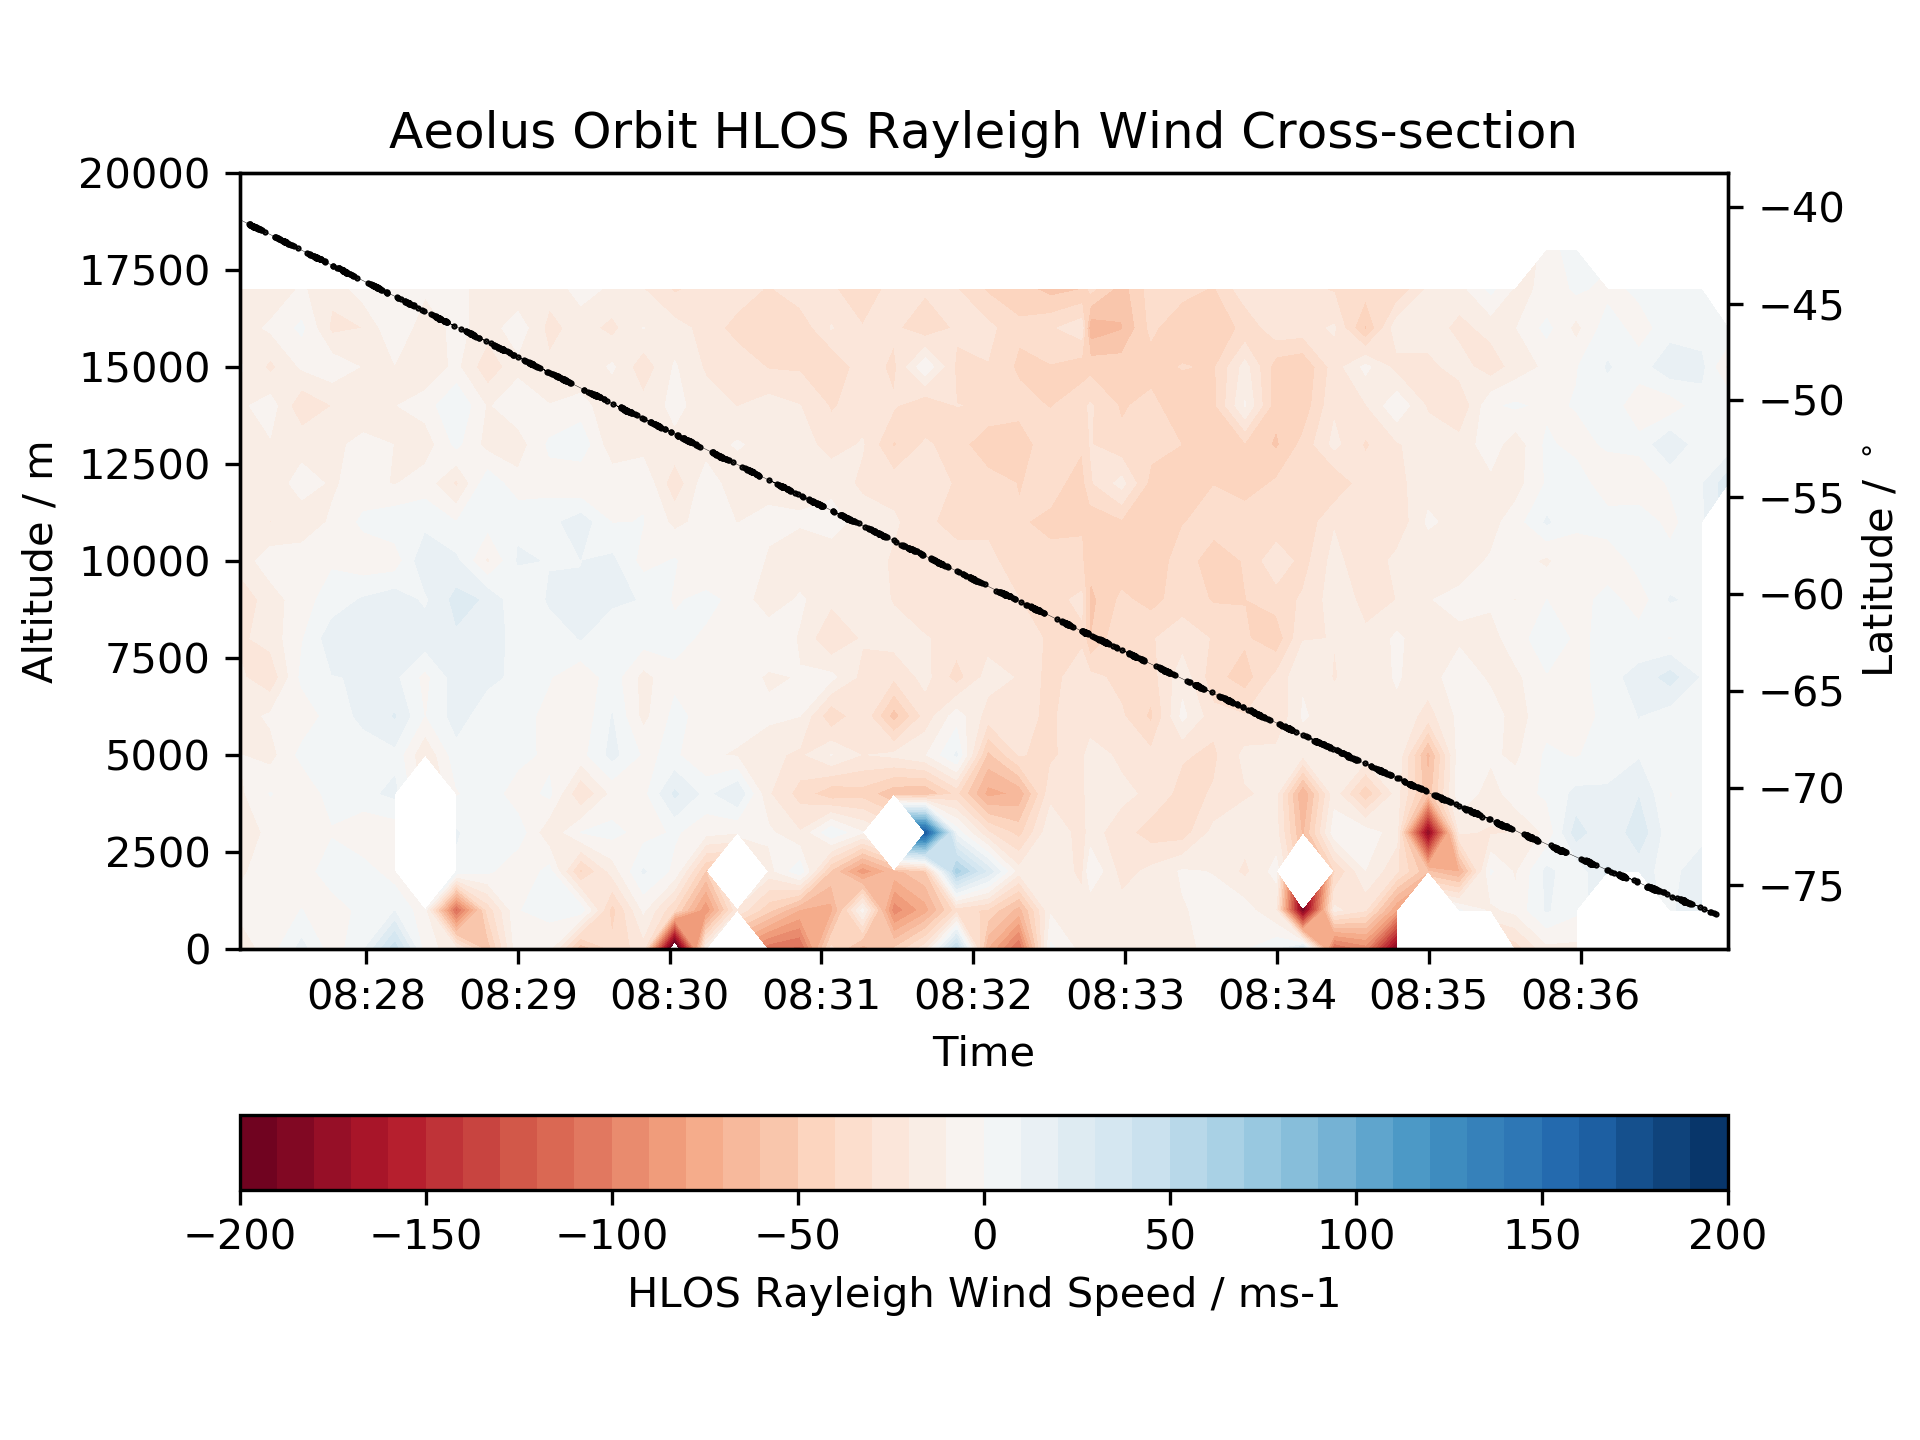 Aeolus Orbit HLOS Rayleigh Wind Cross-section
20000
17500
15000
12500
10000
7500
5000
2500
0
Altitude / m
−40
−45
−50
−55
−60
−65
−70
−75
Latitude / °
08:28 08:29 08:30 08:31 08:32 08:33 08:34 08:35 08:36
Time
−200 −150 −100 −50 0 50 100 150 200
HLOS Rayleigh Wind Speed / ms-1